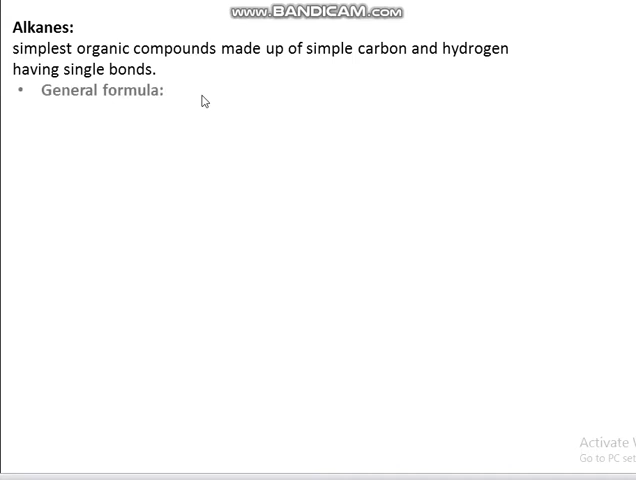 www.BANDICAM.com
Alkanes:
simplest organic compounds made up of simple carbon and hydrogen
having single bonds.
• General formula:
Activate
Go to PC set